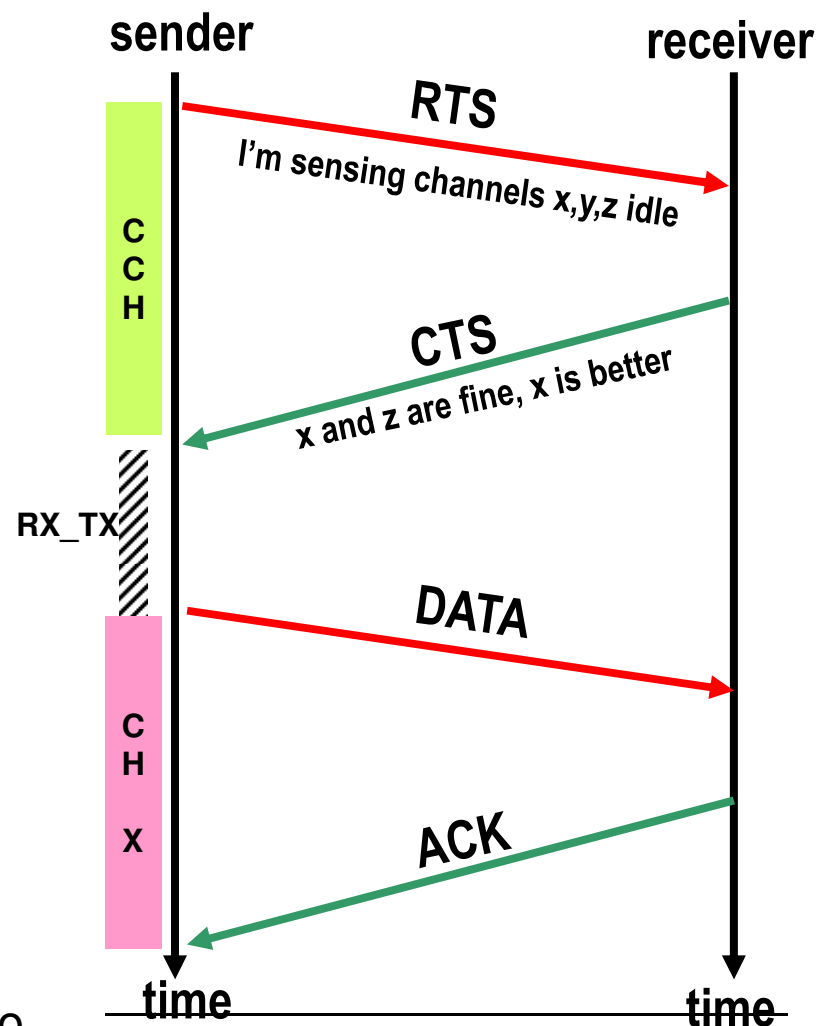 sender
receiver
RTS
I'm sensing channels x,y,z idle
C
C
H
CTS
x and z are fine, x is better
RX_TX
DATA
C
H
X
ACK
time
time